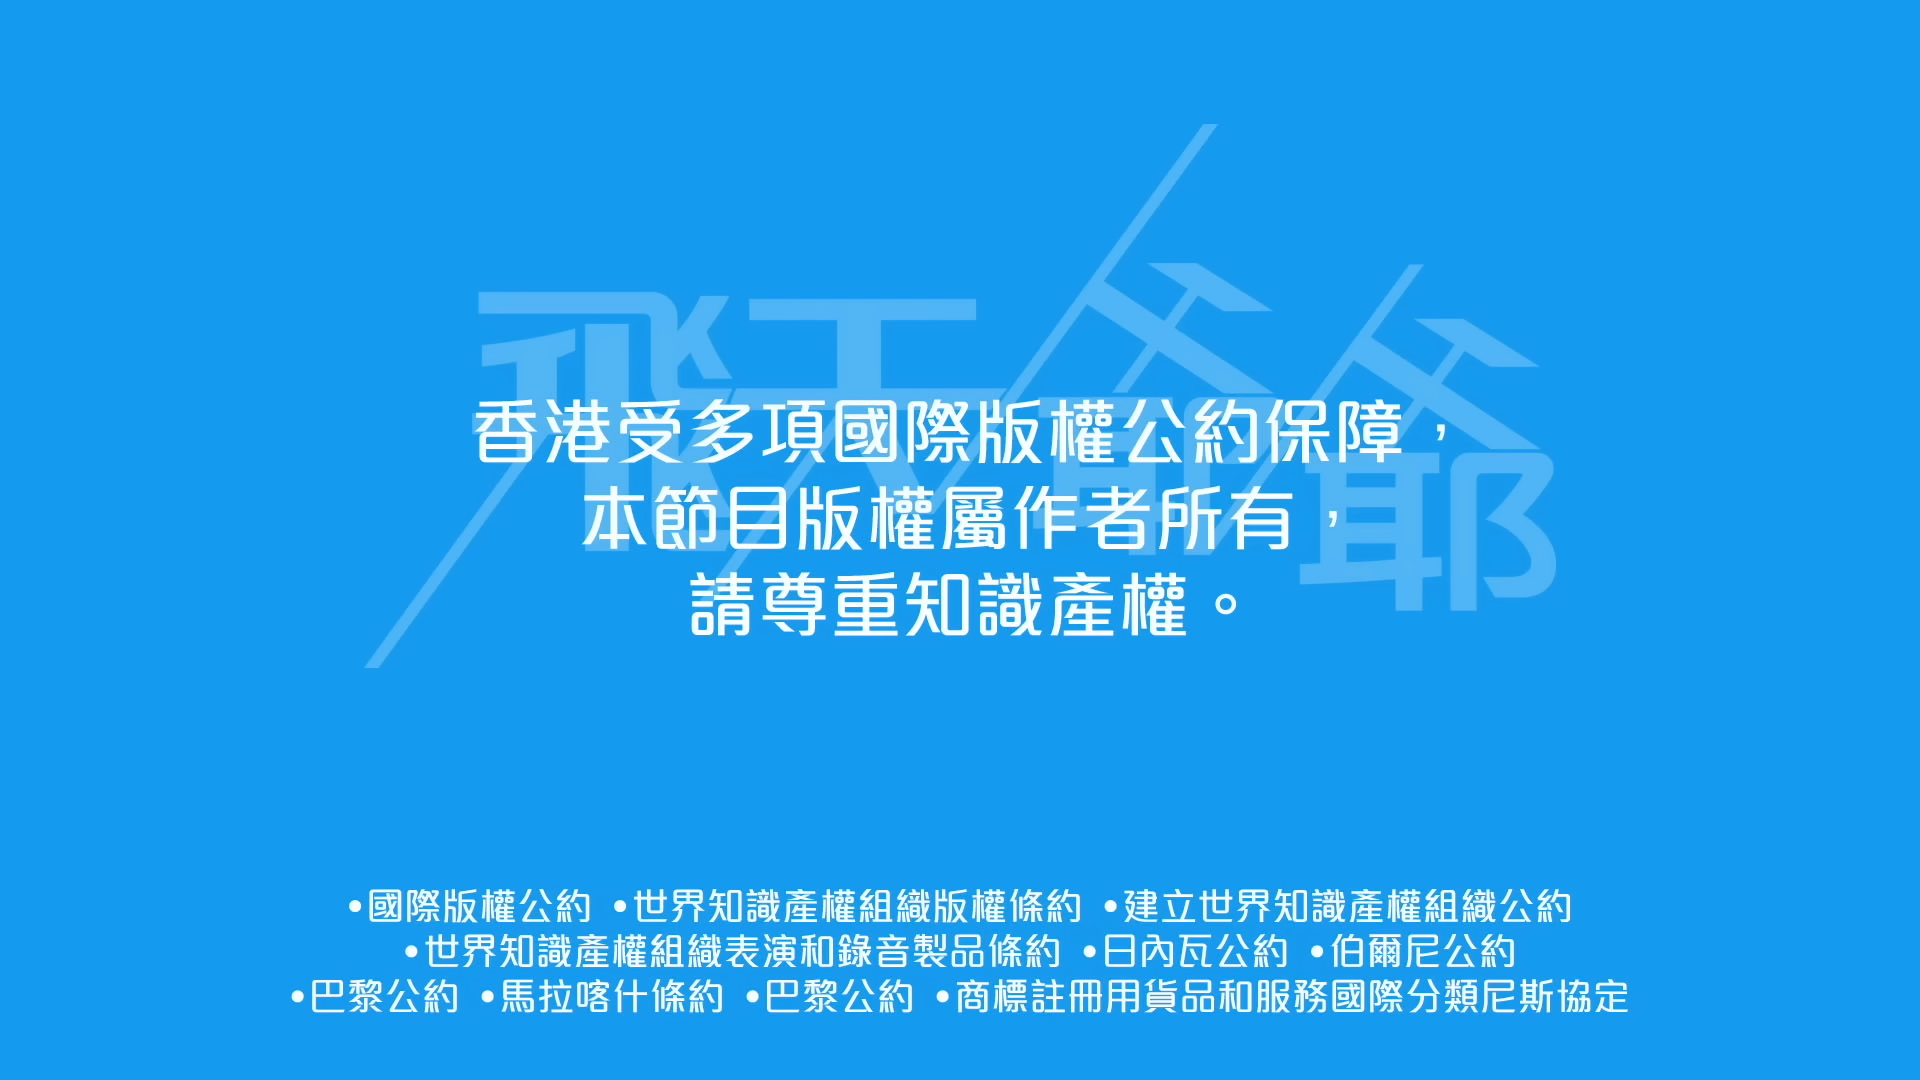 飛天爺爺
香港受多項國際版權公約保障，
本節目版權屬作者所有，
請尊重知識產權。
•國際版權公約 •世界知識產權組織版權條約 •建立世界知識產權組織公約
•世界知識產權組織表演和錄音製品條約 •日內瓦公約 •伯爾尼公約
•巴黎公約 •馬拉喀什條約 •巴黎公約 •商標註冊用貨品和服務國際分類尼斯協定